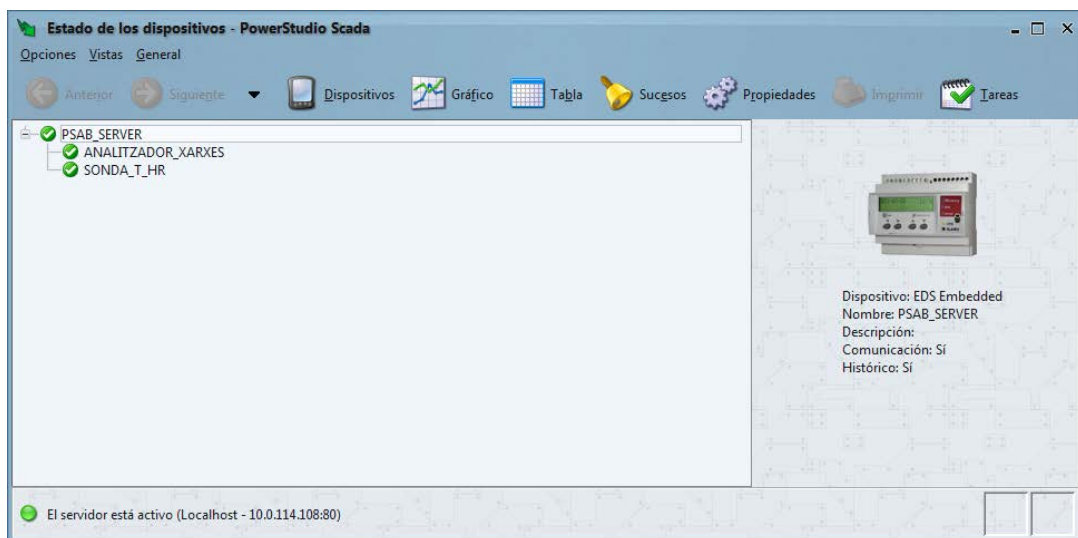 Estado de los dispositivos - PowerStudio Scada
Opciones Vistas General
Anterior Siguiente Dispositivos Gráfico Tabla Sucesos Propiedades Imprimir Tareas
PSAB_SERVER
ANALITZADOR_XARXES
SONDA_T_HR
Dispositivo: EDS Embedded
Nombre: PSAB_SERVER
Descripción:
Comunicación: Sí
Histórico: Sí
El servidor está activo (Localhost - 10.0.114.108:80)